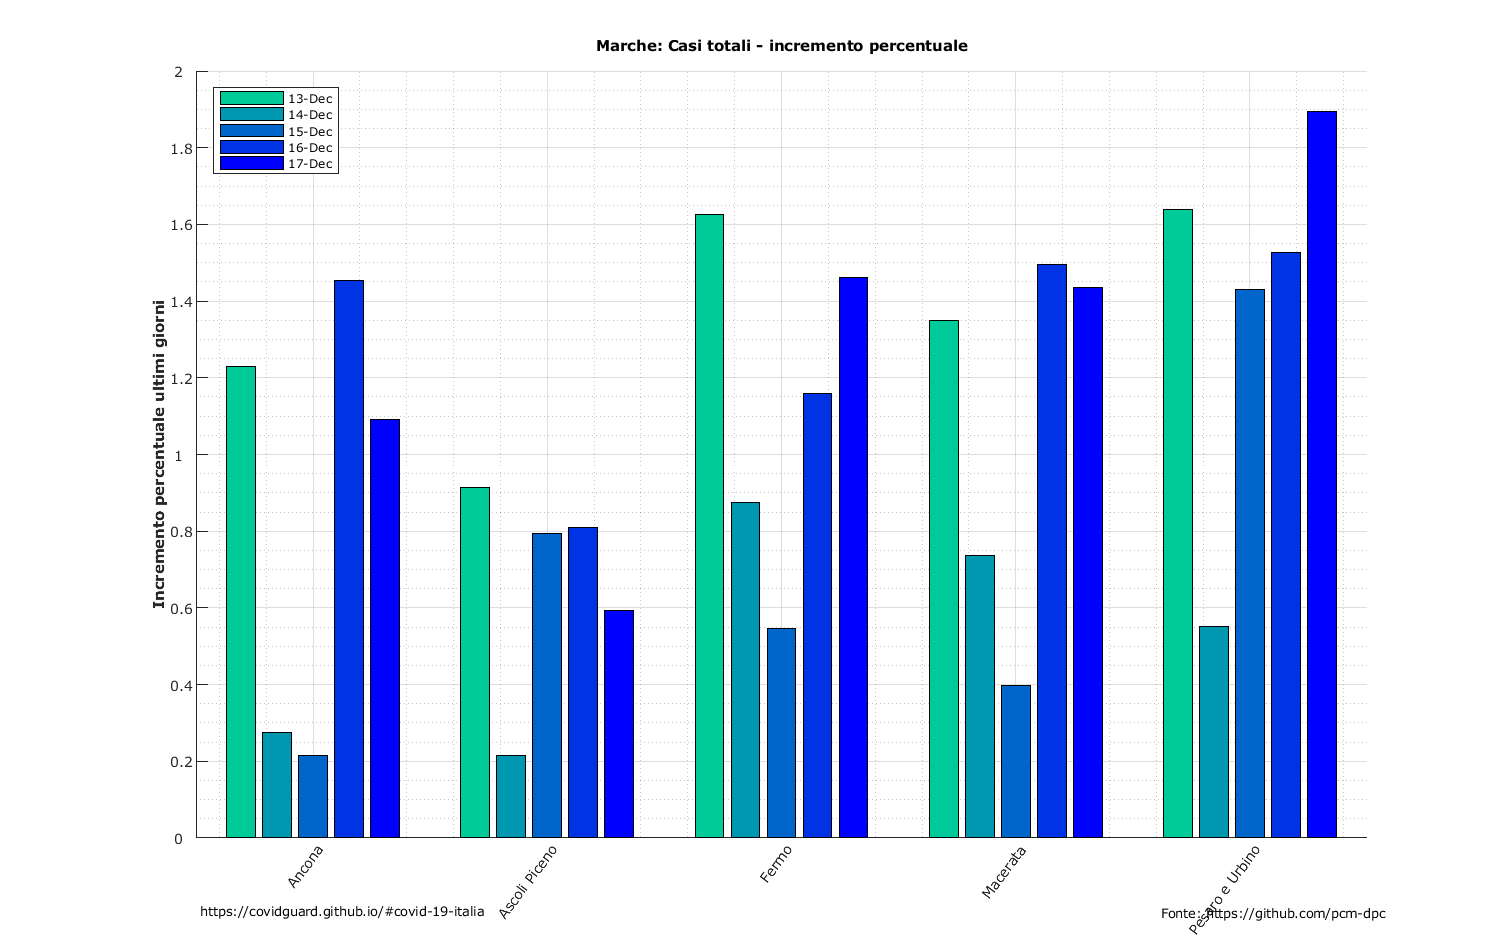 Marche: Casi totali - incremento percentuale
2
13-Dec
14-Dec
15-Dec
16-Dec
17-Dec
1.8
1.6
1.4
1.2
1
0.8
0.6
0.4
0.2
0
Incremento percentuale ultimi giorni
Ancona
Ascoli Piceno
Fermo
Macerata
Pesaro e Urbino
https://covidguard.github.io/#covid-19-italia
Fonte: https://github.com/pcm-dpc